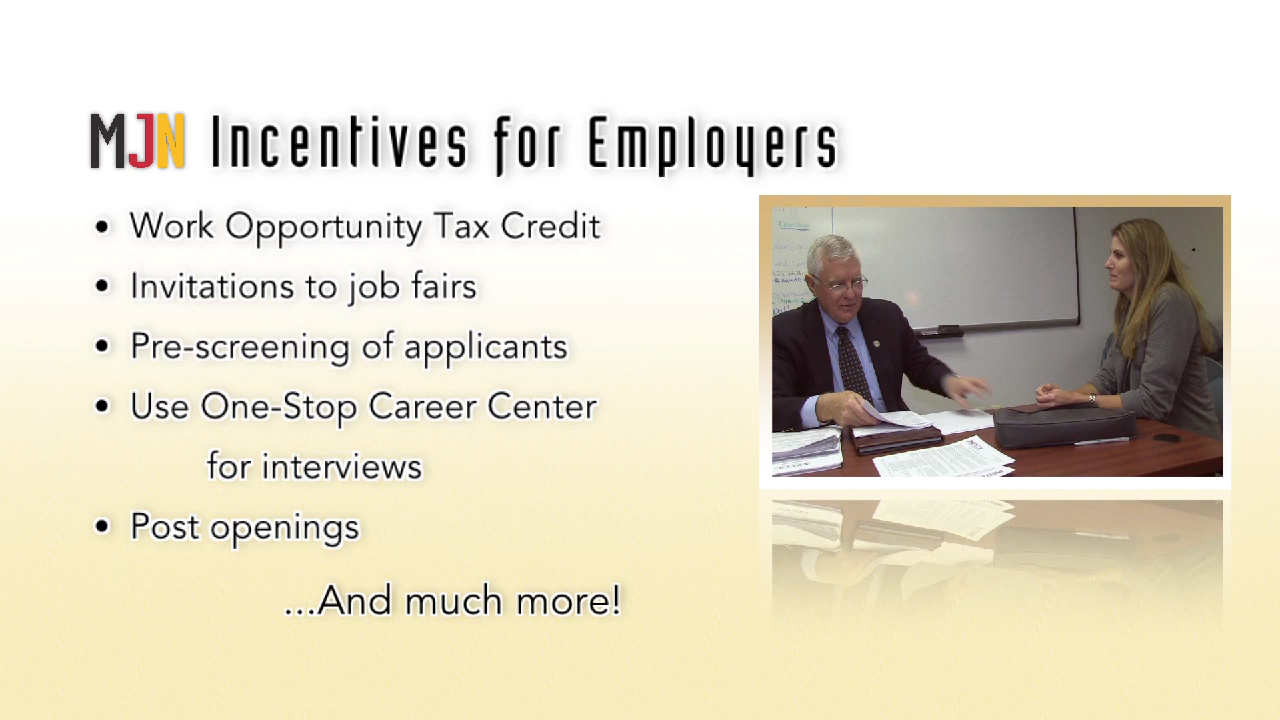 MJN Incentives for Employers
• Work Opportunity Tax Credit
• Invitations to job fairs
• Pre-screening of applicants
• Use One-Stop Career Center
for interviews
• Post openings
...And much more!